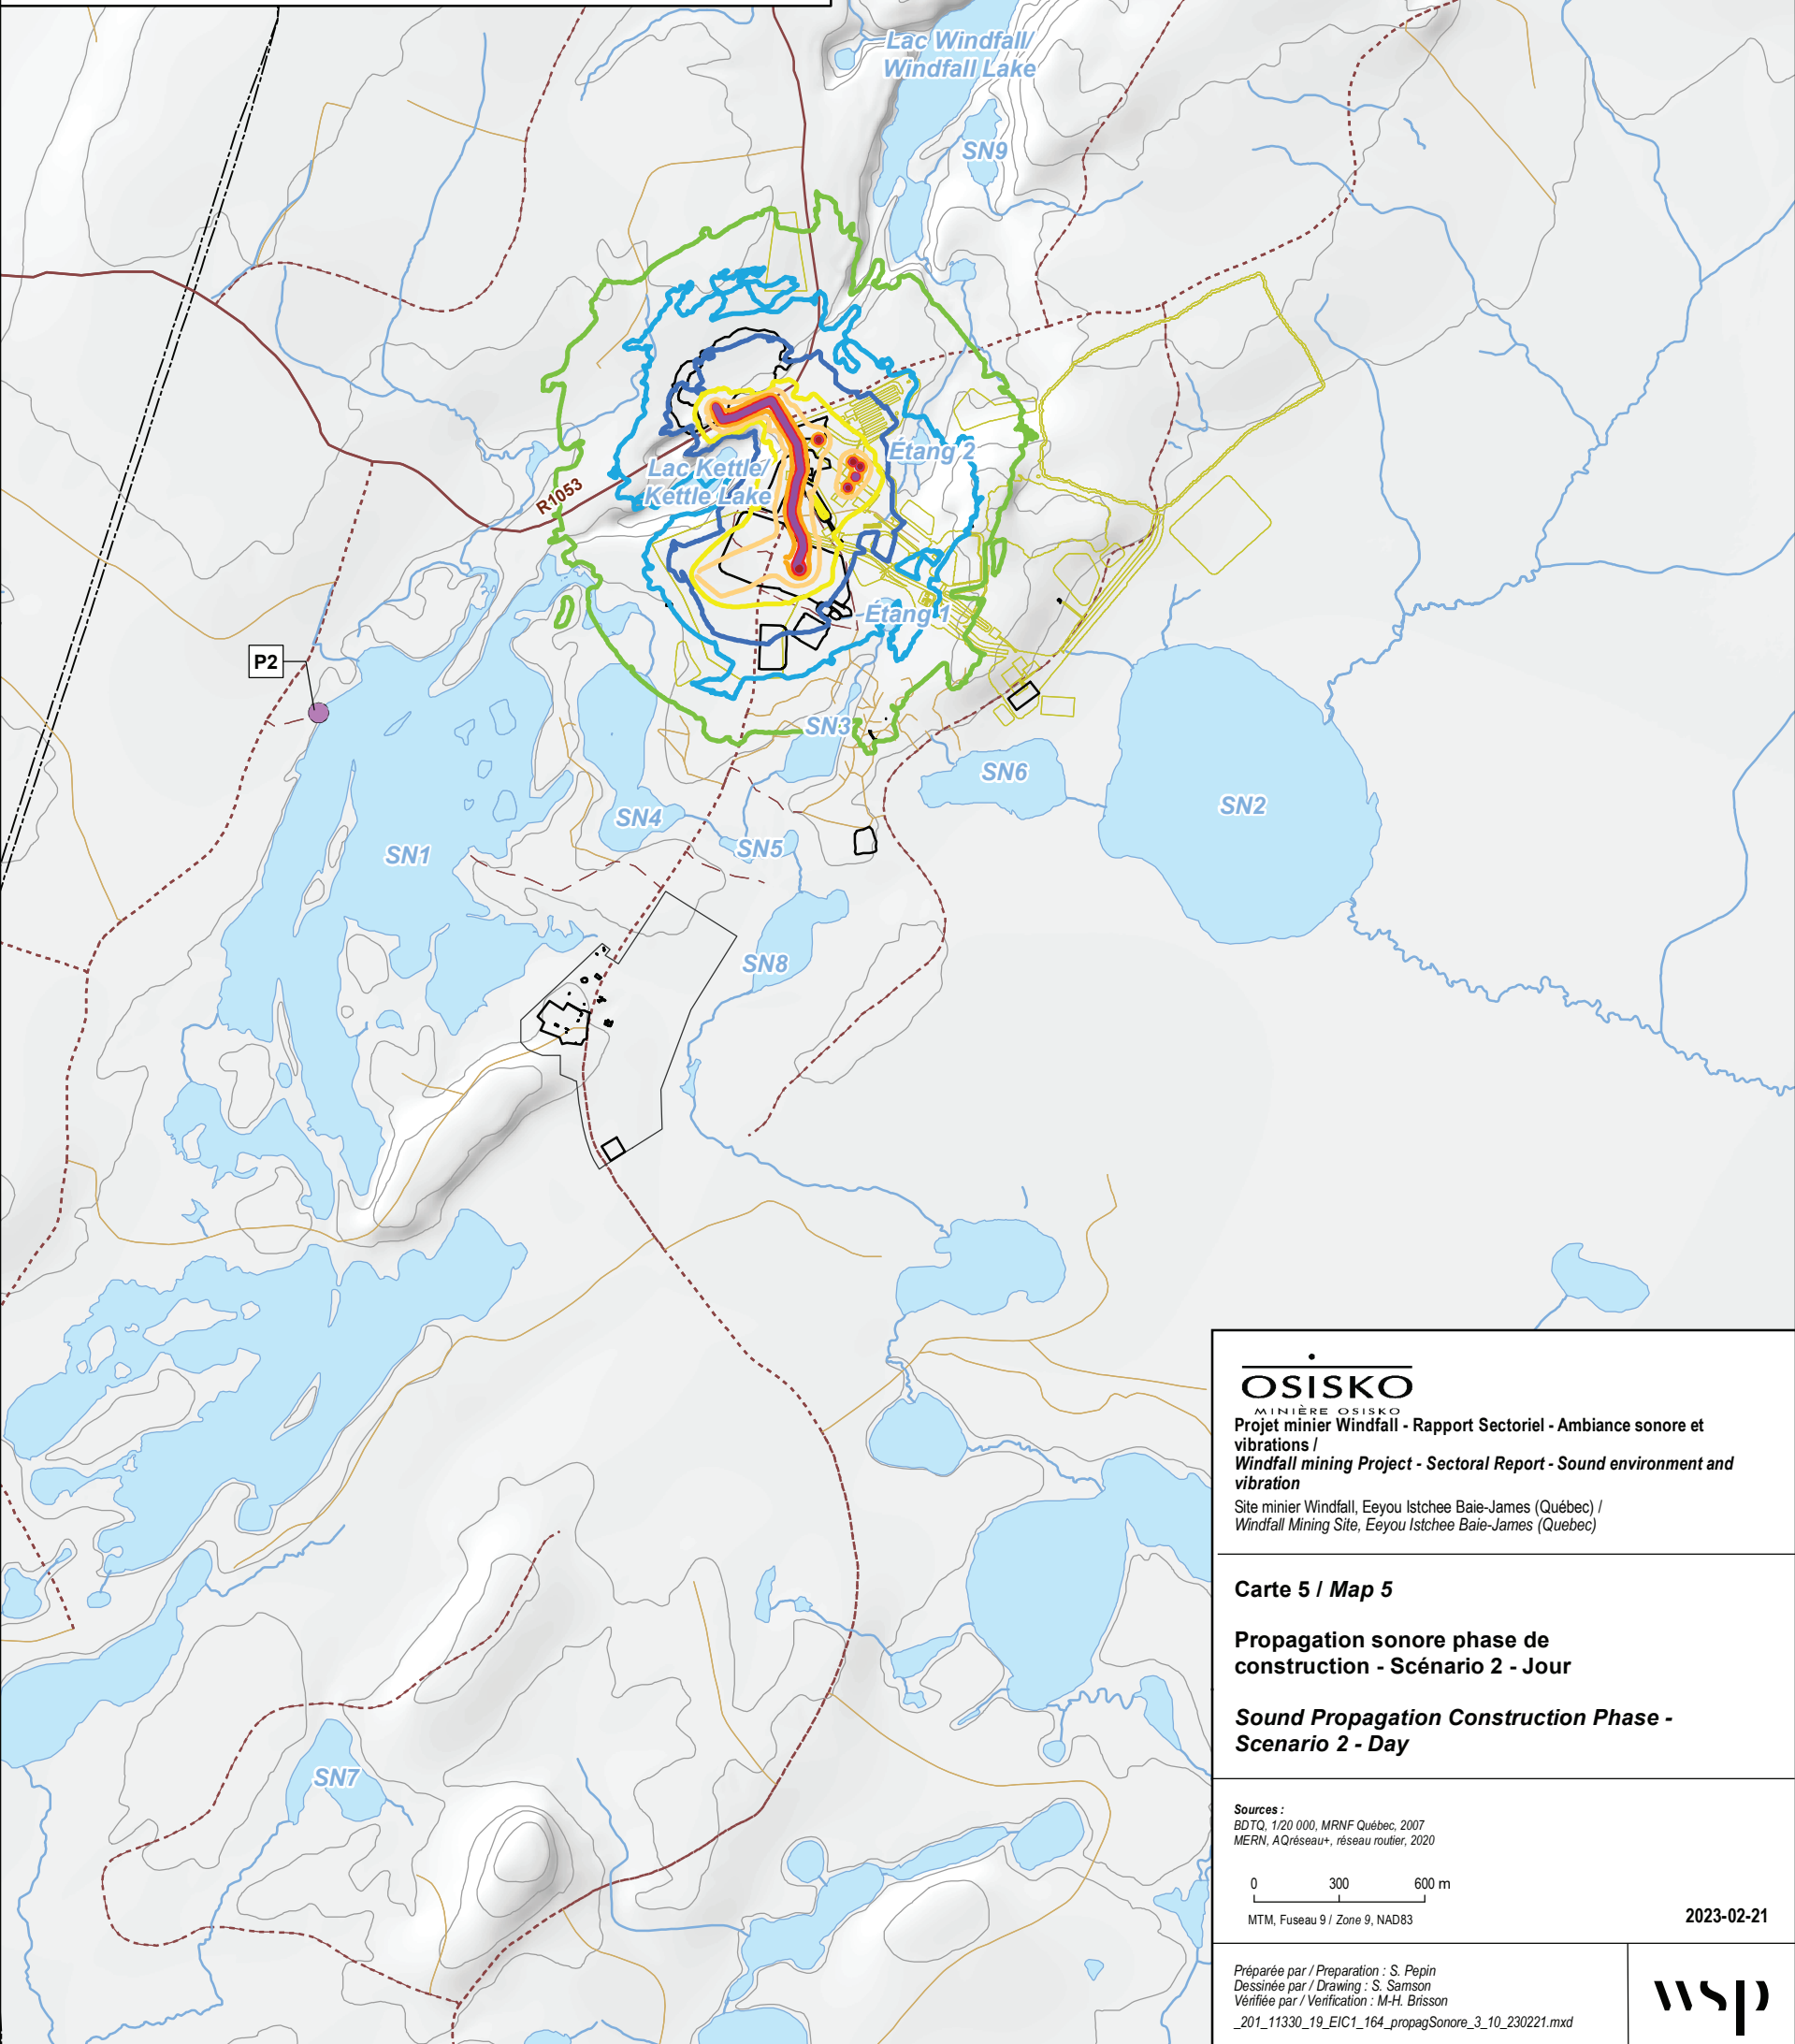 Lac Windfall/
Windfall Lake
SN9
Étang 2
Lac Kettle/
Kettle Lake
R1053
Étang 1
P2
SN3
SN6
SN2
SN4
SN5
SN1
SN8
SN7
OSISKO
MINIÈRE OSISKO
Projet minier Windfall - Rapport Sectoriel - Ambiance sonore et
vibrations /
Windfall mining Project - Sectoral Report - Sound environment and
vibration
Site minier Windfall, Eeyou Istchee Baie-James (Québec) /
Windfall Mining Site, Eeyou Istchee Baie-James (Quebec)
Carte 5 / Map 5
Propagation sonore phase de
construction - Scénario 2 - Jour
Sound Propagation Construction Phase -
Scenario 2 - Day
Sources :
BDTQ, 1/20 000, MRNF Québec, 2007
MERN, AQréseau+, réseau routier, 2020
0 300 600 m
MTM, Fuseau 9 / Zone 9, NAD83
2023-02-21
Préparée par / Preparation : S. Pepin
Dessinée par / Drawing : S. Samson
Vérifiée par / Verification : M-H. Brisson
_201_11330_19_EIC1_164_propagSonore_3_10_230221.mxd
wsp